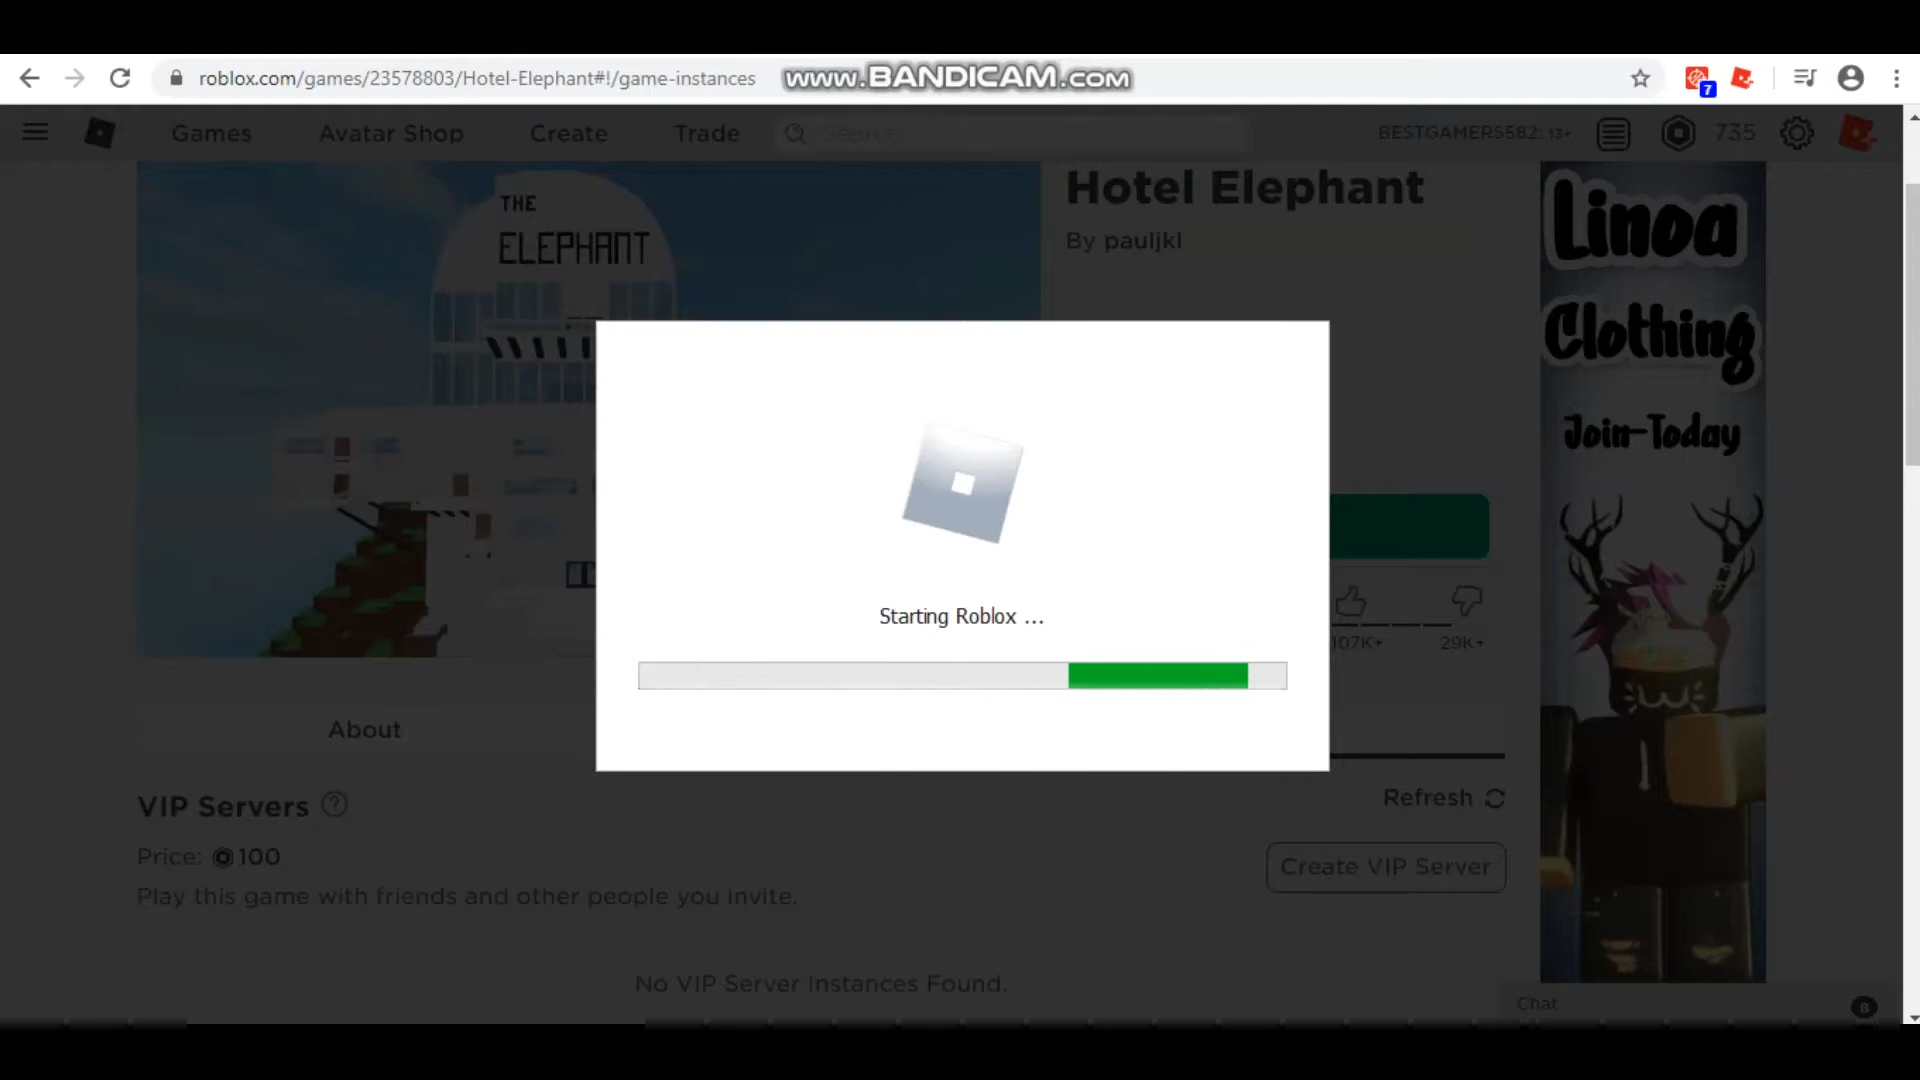 roblox.com/games/23578803/Hotel-Elephant#!/game-instances
www.BANDICAM.com
7
Games
Avatar Shop
Create
Trade
Search
BESTGAMERS582: 13+
735
THE
ELEPHANT
Hotel Elephant
By pauljkl
Linoa
Clothing
Join-Today
Starting Roblox ...
107K+
29K+
About
VIP Servers
Refresh
Price: 100
Create VIP Server
Play this game with friends and other people you invite.
No VIP Server Instances Found.
Chat
8